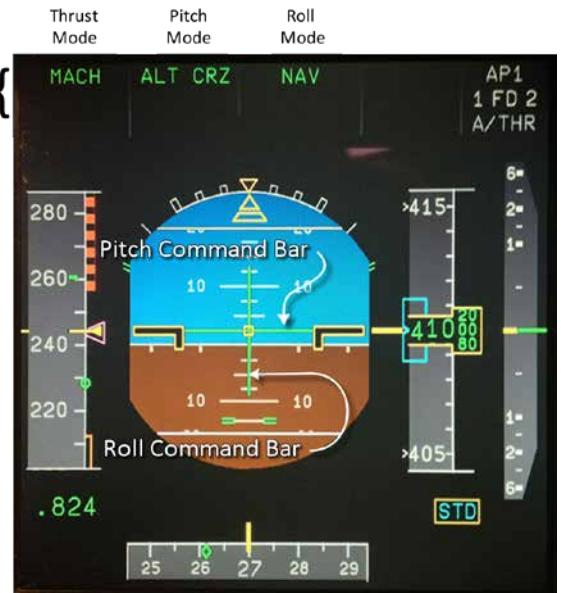 Thrust Mode
Pitch Mode
Roll Mode
MACH ALT CRZ NAV AP1
1 FD 2
A/THR
280
260
240
220
.824
Pitch Command Bar
10 10
10 10
Roll Command Bar
415
410
20
00
80
405
STD
6
2
1
1
2
6
25 26 27 28 29